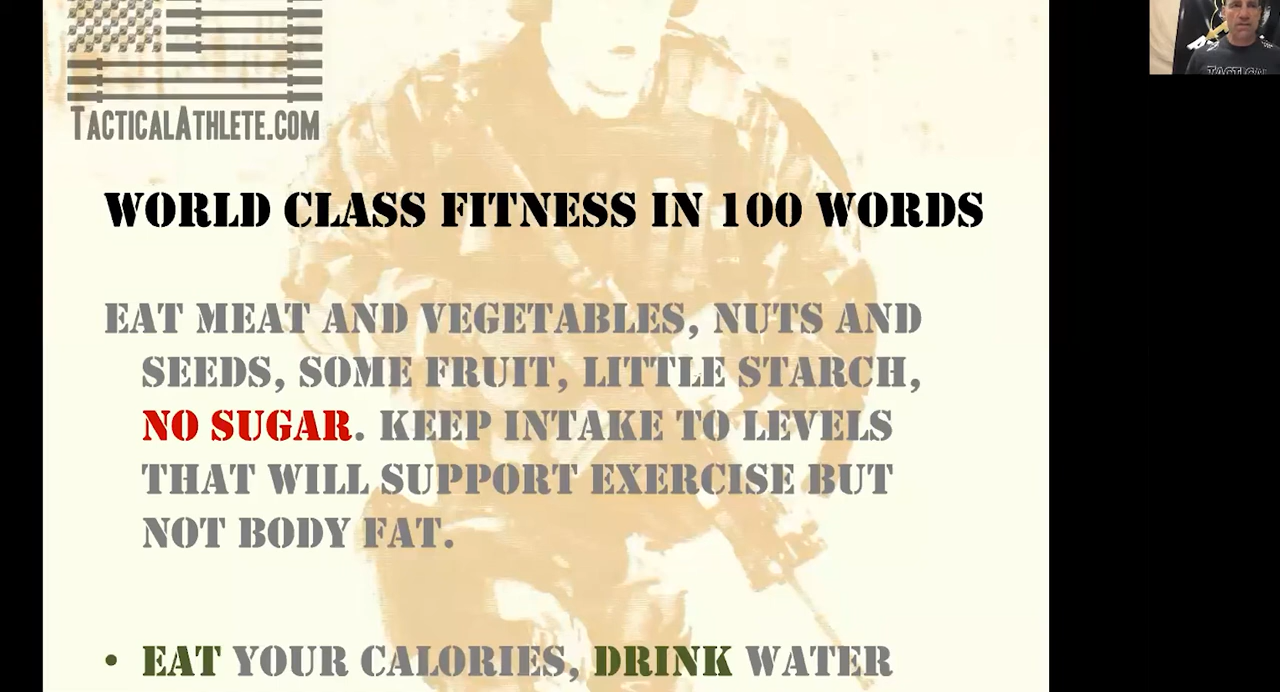 TACTICALATHLETE.COM
WORLD CLASS FITNESS IN 100 WORDS
EAT MEAT AND VEGETABLES, NUTS AND
SEEDS, SOME FRUIT, LITTLE STARCH,
NO SUGAR. KEEP INTAKE TO LEVELS
THAT WILL SUPPORT EXERCISE BUT
NOT BODY FAT.
• EAT YOUR CALORIES, DRINK WATER